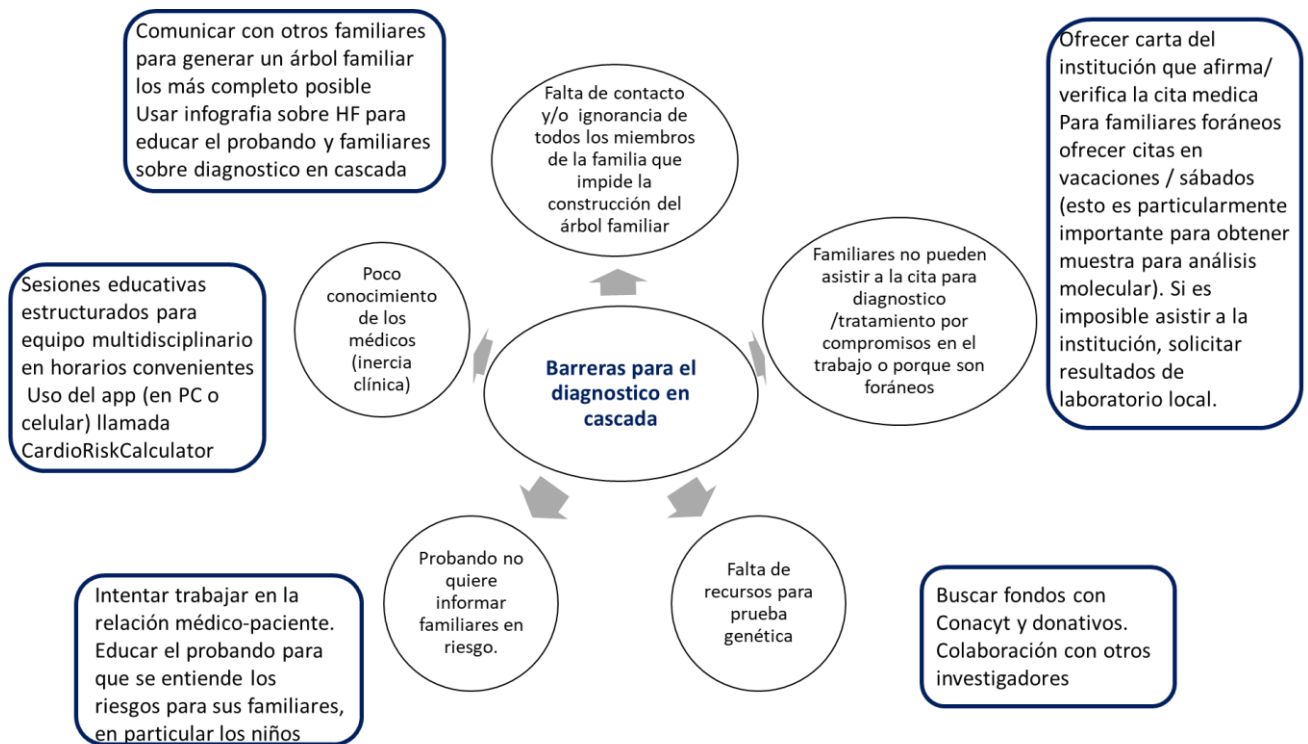 Comunicar con otros familiares
para generar un árbol familiar
los más completo posible
Usar infografia sobre HF para
educar el probando y familiares
sobre diagnostico en cascada
Falta de contacto
y/o ignorancia de
todos los miembros
de la familia que
impide la
construcción del
árbol familiar
Ofrecer carta del
institución que afirma/
verifica la cita medica
Para familiares foráneos
ofrecer citas en
vacaciones / sábados
(esto es particularmente
importante para obtener
muestra para análisis
molecular). Si es
imposible asistir a la
institución, solicitar
resultados de
laboratorio local.
Sesiones educativas
estructurados para
equipo multidisciplinario
en horarios convenientes
Uso del app (en PC o
celular) llamada
CardioRiskCalculator
Poco
conocimiento
de los
médicos
(inercia
clínica)
Barreras para el
diagnostico en
cascada
Familiares no pueden
asistir a la cita para
diagnostico
/tratamiento por
compromisos en el
trabajo o porque son
foráneos
Intentar trabajar en la
relación médico-paciente.
Educar el probando para
que se entiende los
riesgos para sus familiares,
en particular los niños
Probando no
quiere
informar
familiares en
riesgo.
Falta de
recursos para
prueba
genética
Buscar fondos con
Conacyt y donativos.
Colaboración con otros
investigadores